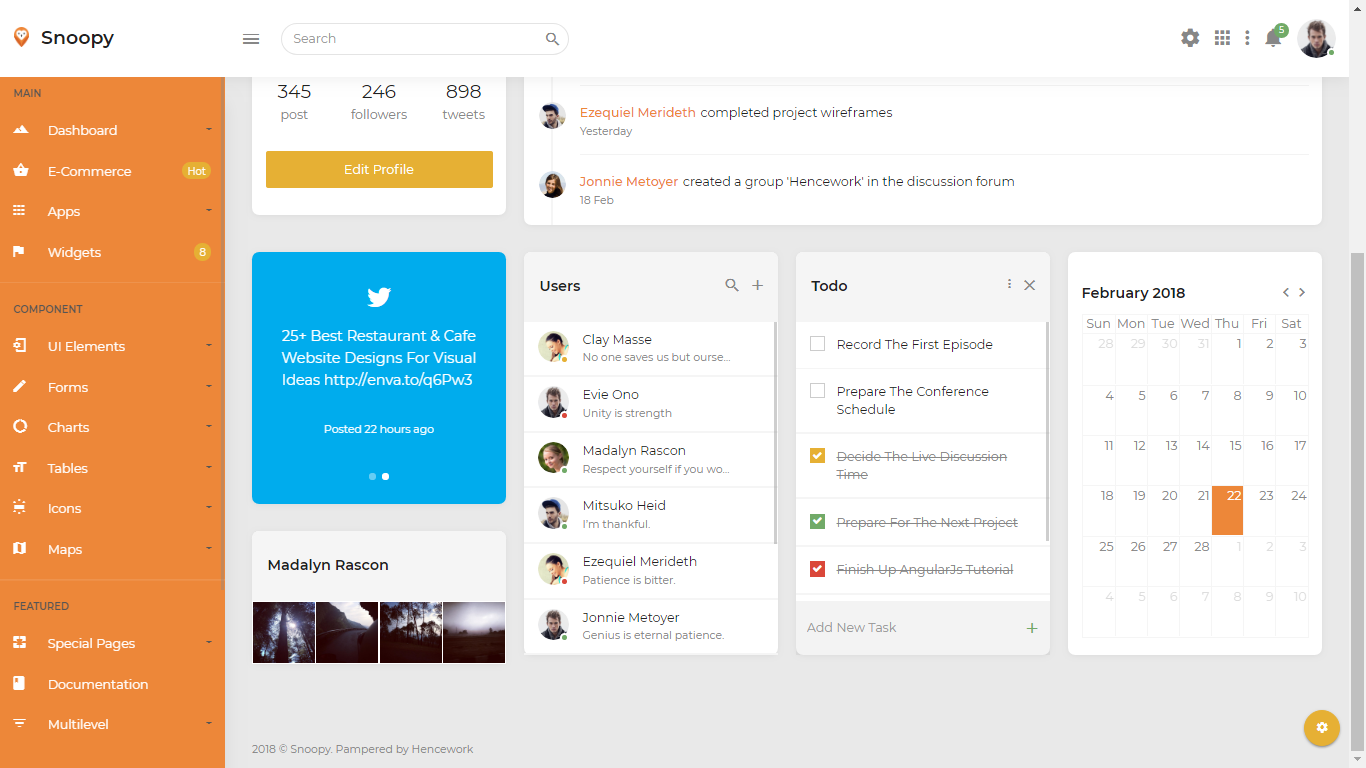 Snoopy
Search
5
MAIN
Dashboard
E-Commerce Hot
Apps
Widgets 8
COMPONENT
UI Elements
Forms
Charts
Tables
Icons
Maps
FEATURED
Special Pages
Documentation
Multilevel
345 246 898
post followers tweets
Edit Profile
Ezequiel Merideth completed project wireframes
Yesterday
Jonnie Metoyer created a group 'Hencework' in the discussion forum
18 Feb
25+ Best Restaurant & Cafe
Website Designs For Visual
Ideas http://enva.to/q6Pw3
Posted 22 hours ago
Madalyn Rascon
Users
Clay Masse
No one saves us but ourse...
Evie Ono
Unity is strength
Madalyn Rascon
Respect yourself if you wo...
Mitsuko Heid
I'm thankful.
Ezequiel Merideth
Patience is bitter.
Jonnie Metoyer
Genius is eternal patience.
Todo
Record The First Episode
Prepare The Conference
Schedule
Decide The Live Discussion
Time
Prepare For The Next Project
Finish Up AngularJs Tutorial
Add New Task
February 2018
Sun Mon Tue Wed Thu Fri Sat
28 29 30 31 1 2 3
4 5 6 7 8 9 10
11 12 13 14 15 16 17
18 19 20 21 22 23 24
25 26 27 28 1 2 3
4 5 6 7 8 9 10
2018 © Snoopy. Pampered by Hencework